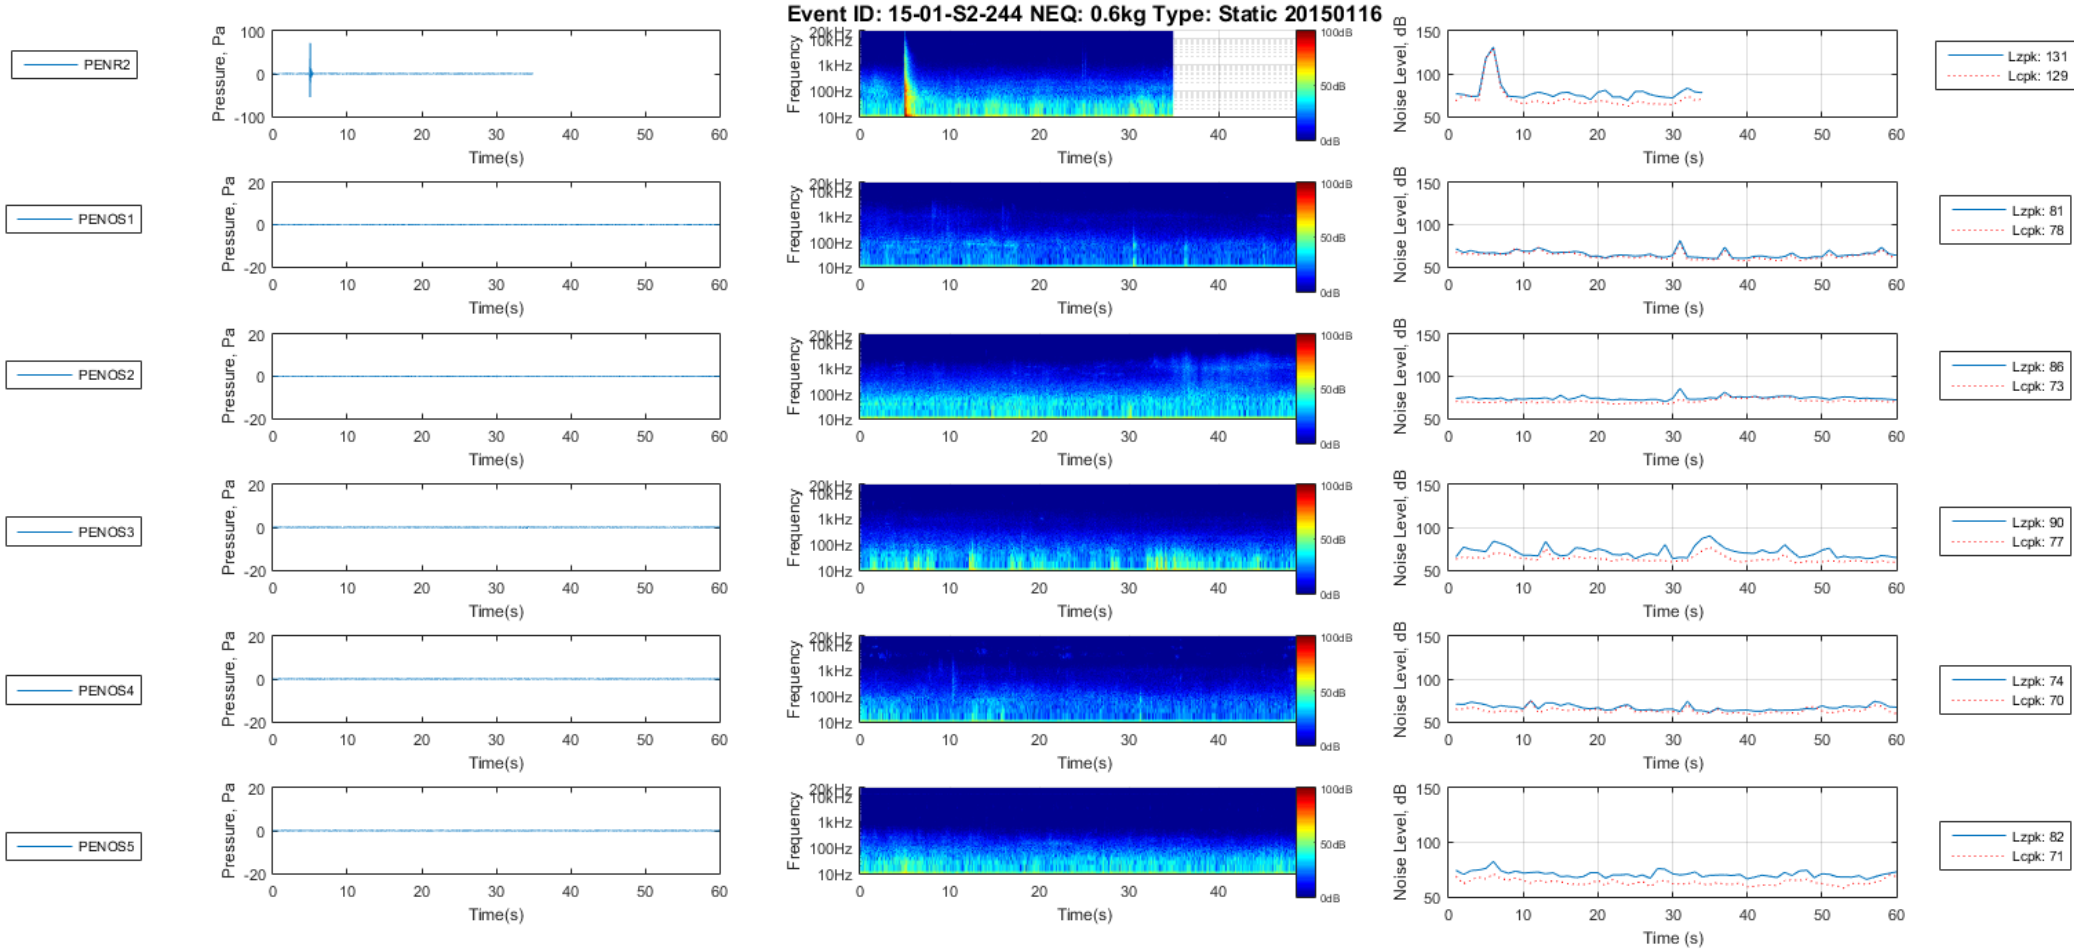 Event ID: 15-01-S2-244 NEQ: 0.6kg Type: Static 20150116
PENR2
Pressure, Pa
100
0
-100
0 10 20 30 40 50 60
Time(s)
Frequency
20kHz
10kHz
1kHz
100Hz
10Hz
0 20 40
Time(s)
100dB
50dB
0dB
Noise Level, dB
150
100
50
0 10 20 30 40 50 60
Time (s)
Lzpk: 131
Lcpk: 129
PENOS1
Pressure, Pa
20
0
-20
0 10 20 30 40 50 60
Time(s)
Frequency
20kHz
10kHz
1kHz
100Hz
10Hz
0 10 20 30 40
Time(s)
100dB
50dB
0dB
Noise Level, dB
150
100
50
0 10 20 30 40 50 60
Time (s)
Lzpk: 81
Lcpk: 78
PENOS2
Pressure, Pa
20
0
-20
0 10 20 30 40 50 60
Time(s)
Frequency
20kHz
10kHz
1kHz
100Hz
10Hz
0 10 20 30 40
Time(s)
100dB
50dB
0dB
Noise Level, dB
150
100
50
0 10 20 30 40 50 60
Time (s)
Lzpk: 86
Lcpk: 73
PENOS3
Pressure, Pa
20
0
-20
0 10 20 30 40 50 60
Time(s)
Frequency
20kHz
10kHz
1kHz
100Hz
10Hz
0 10 20 30 40
Time(s)
100dB
50dB
0dB
Noise Level, dB
150
100
50
0 10 20 30 40 50 60
Time (s)
Lzpk: 90
Lcpk: 77
PENOS4
Pressure, Pa
20
0
-20
0 10 20 30 40 50 60
Time(s)
Frequency
20kHz
10kHz
1kHz
100Hz
10Hz
0 10 20 30 40
Time(s)
100dB
50dB
0dB
Noise Level, dB
150
100
50
0 10 20 30 40 50 60
Time (s)
Lzpk: 74
Lcpk: 70
PENOS5
Pressure, Pa
20
0
-20
0 10 20 30 40 50 60
Time(s)
Frequency
20kHz
10kHz
1kHz
100Hz
10Hz
0 10 20 30 40
Time(s)
100dB
50dB
0dB
Noise Level, dB
150
100
50
0 10 20 30 40 50 60
Time (s)
Lzpk: 82
Lcpk: 71